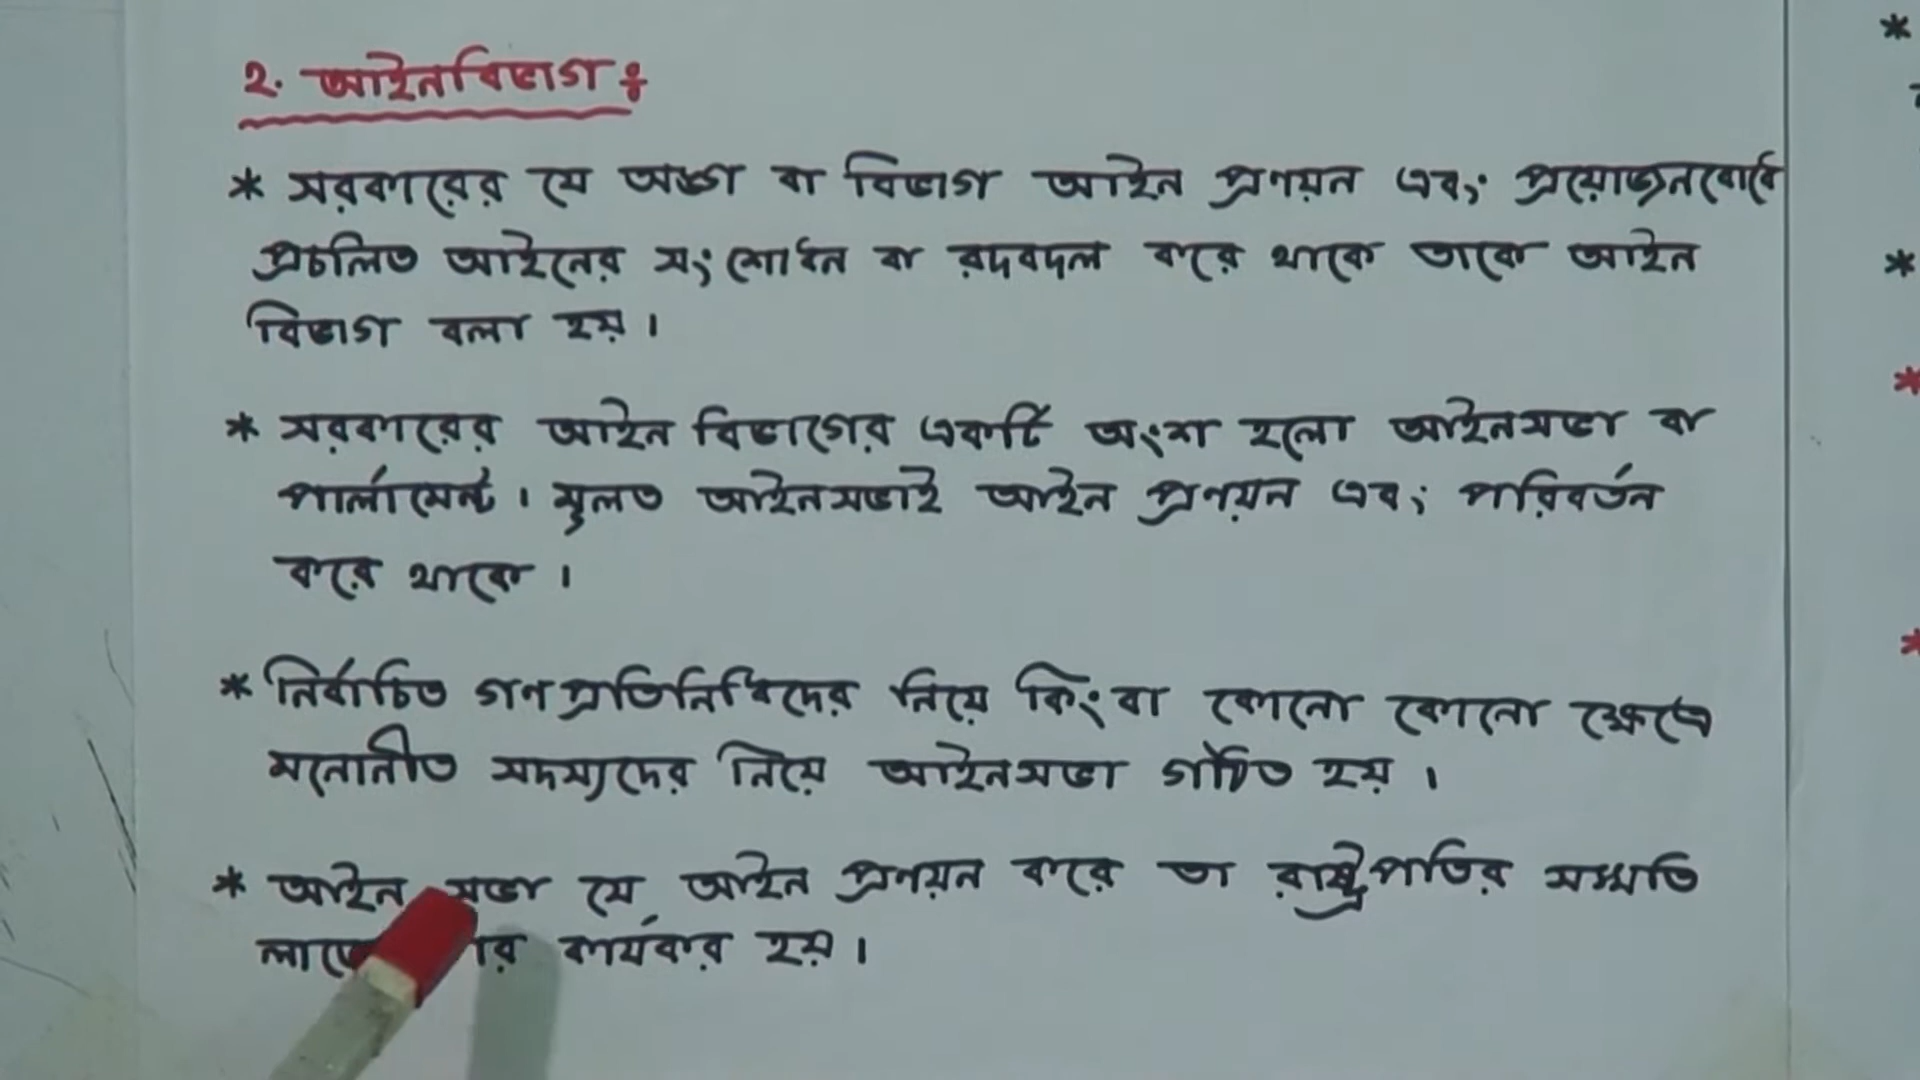 ২. আইনবিভাগ ঃ
* সরকারের যে অঙ্গ বা বিভাগ আইন প্রণয়ন এবং প্রয়োজনবোধে
প্রচলিত আইনের সংশোধন বা রদবদল করে থাকে তাকে আইন
বিভাগ বলা হয়।
* সরকারের আইন বিভাগের একটি অংশ হলো আইনসভা বা
পার্লামেন্ট। মূলত আইনসভাই আইন প্রণয়ন এবং পরিবর্তন
করে থাকে।
* নির্বাচিত গণপ্রতিনিধিদের নিয়ে কিংবা কোনো কোনো ক্ষেত্রে
মনোনীত সদস্যদের নিয়ে আইনসভা গঠিত হয়।
* আইন সভা যে আইন প্রণয়ন করে তা রাষ্ট্রপতির সম্মতি
কার্যকর হয়।